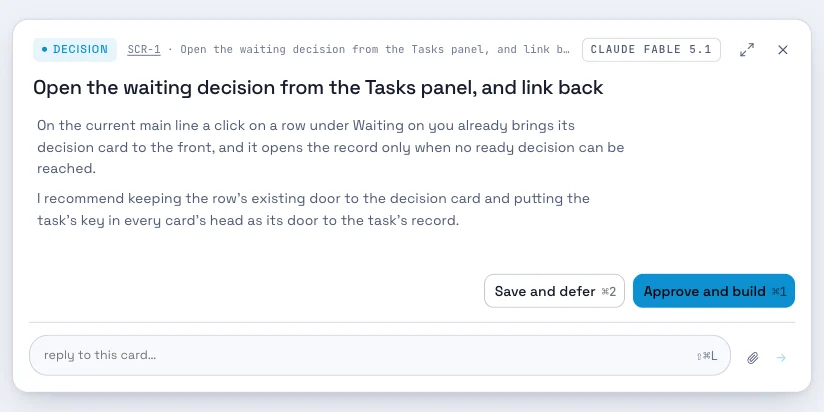 DECISION SCR-1 · Open the waiting decision from the Tasks panel, and link b… CLAUDE FABLE 5.1
Open the waiting decision from the Tasks panel, and link back
On the current main line a click on a row under Waiting on you already brings its
decision card to the front, and it opens the record only when no ready decision can be
reached.
I recommend keeping the row's existing door to the decision card and putting the
task's key in every card's head as its door to the task's record.
Save and defer ⌘2 Approve and build ⌘1
reply to this card… ⇧⌘L